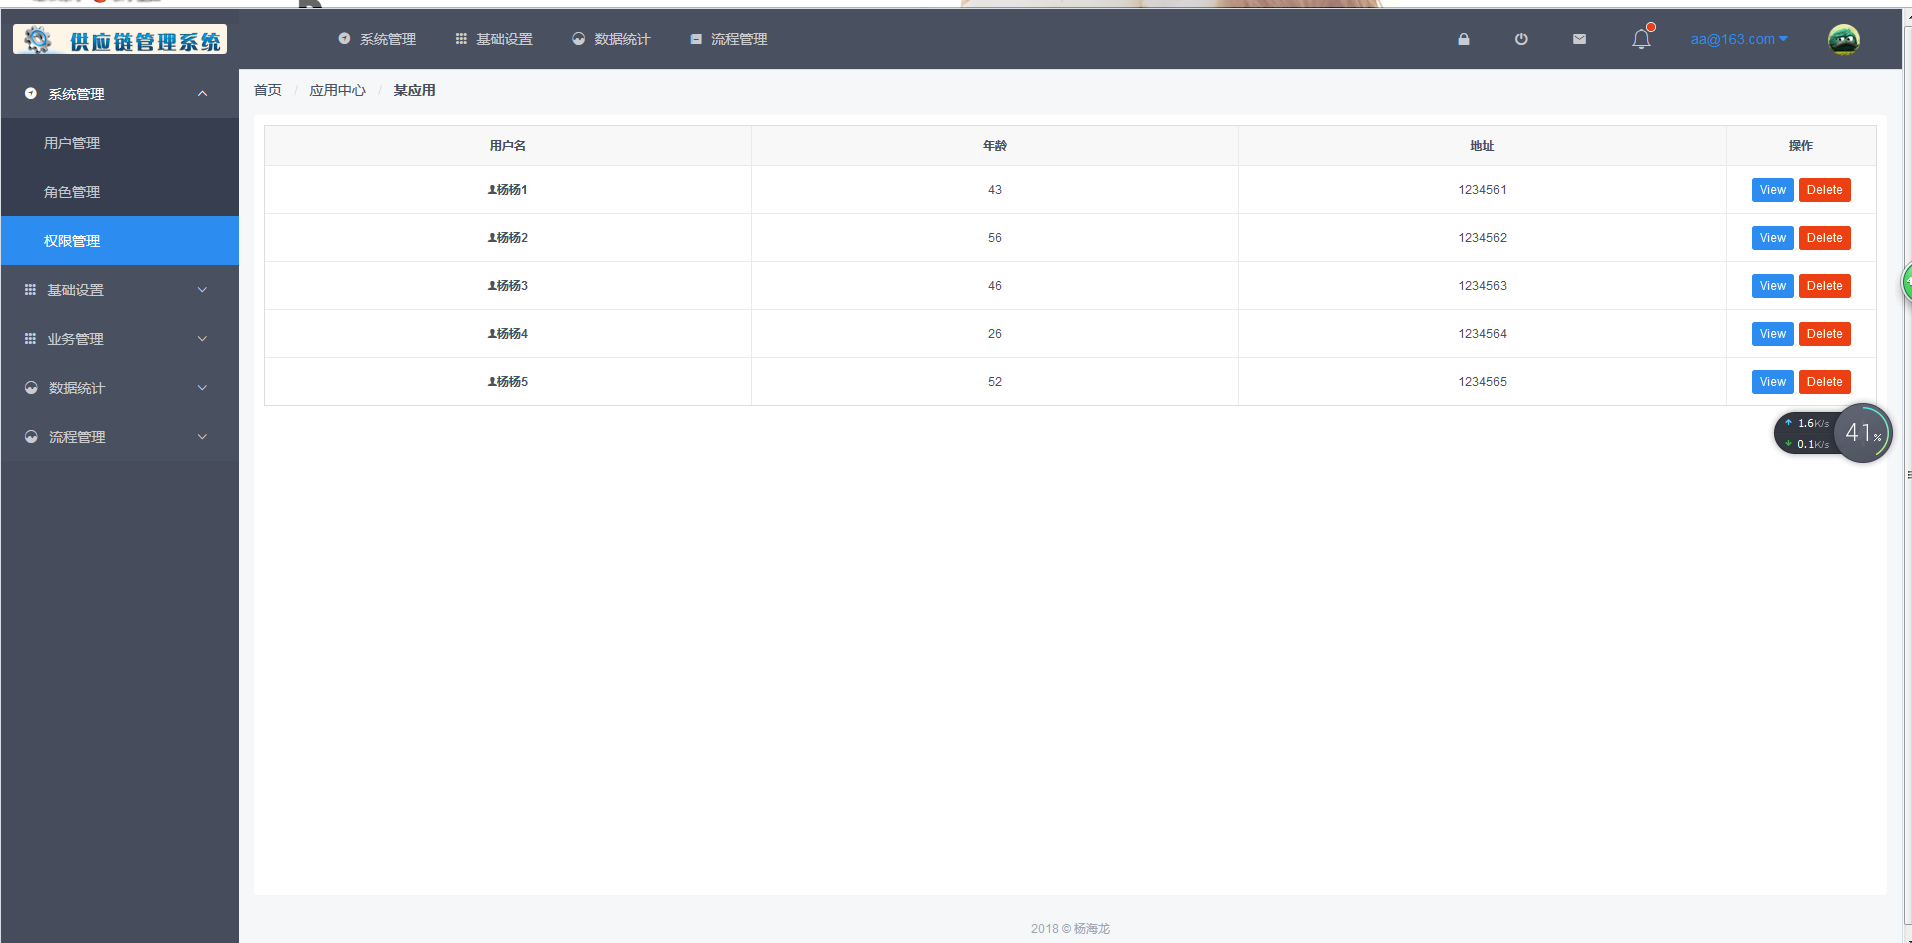 供应链管理系统
系统管理 基础设置 数据统计 流程管理 aa@163.com
系统管理
用户管理
角色管理
权限管理
基础设置
业务管理
数据统计
流程管理
首页 / 应用中心 / 某应用
用户名 年龄 地址 操作
杨杨1 43 1234561 View Delete
杨杨2 56 1234562 View Delete
杨杨3 46 1234563 View Delete
杨杨4 26 1234564 View Delete
杨杨5 52 1234565 View Delete
1.6K/s
0.1K/s
41%
2018 © 杨海龙